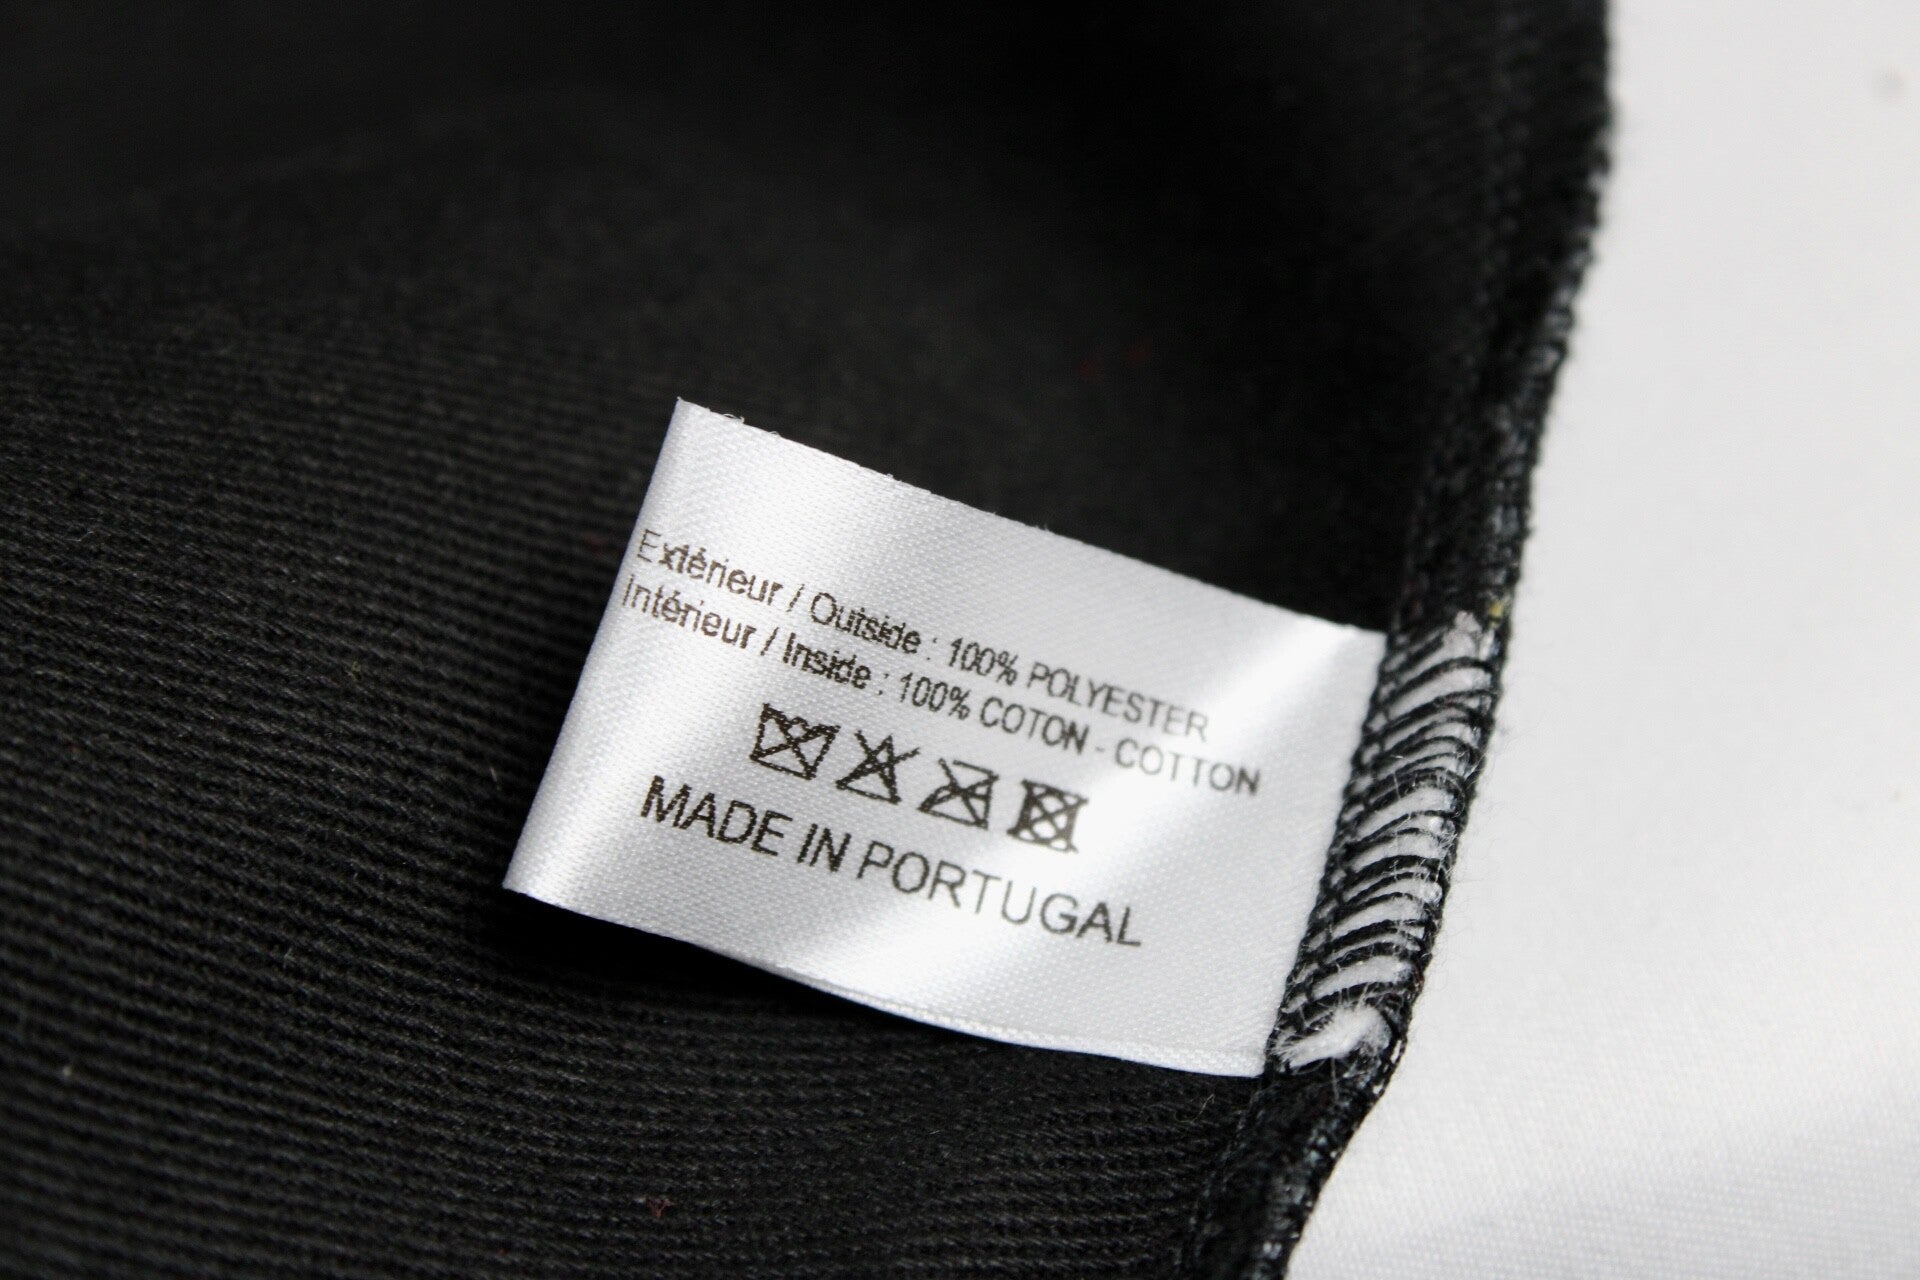 Extérieur / Outside : 100% POLYESTER
Intérieur / Inside : 100% COTON - COTTON
MADE IN PORTUGAL